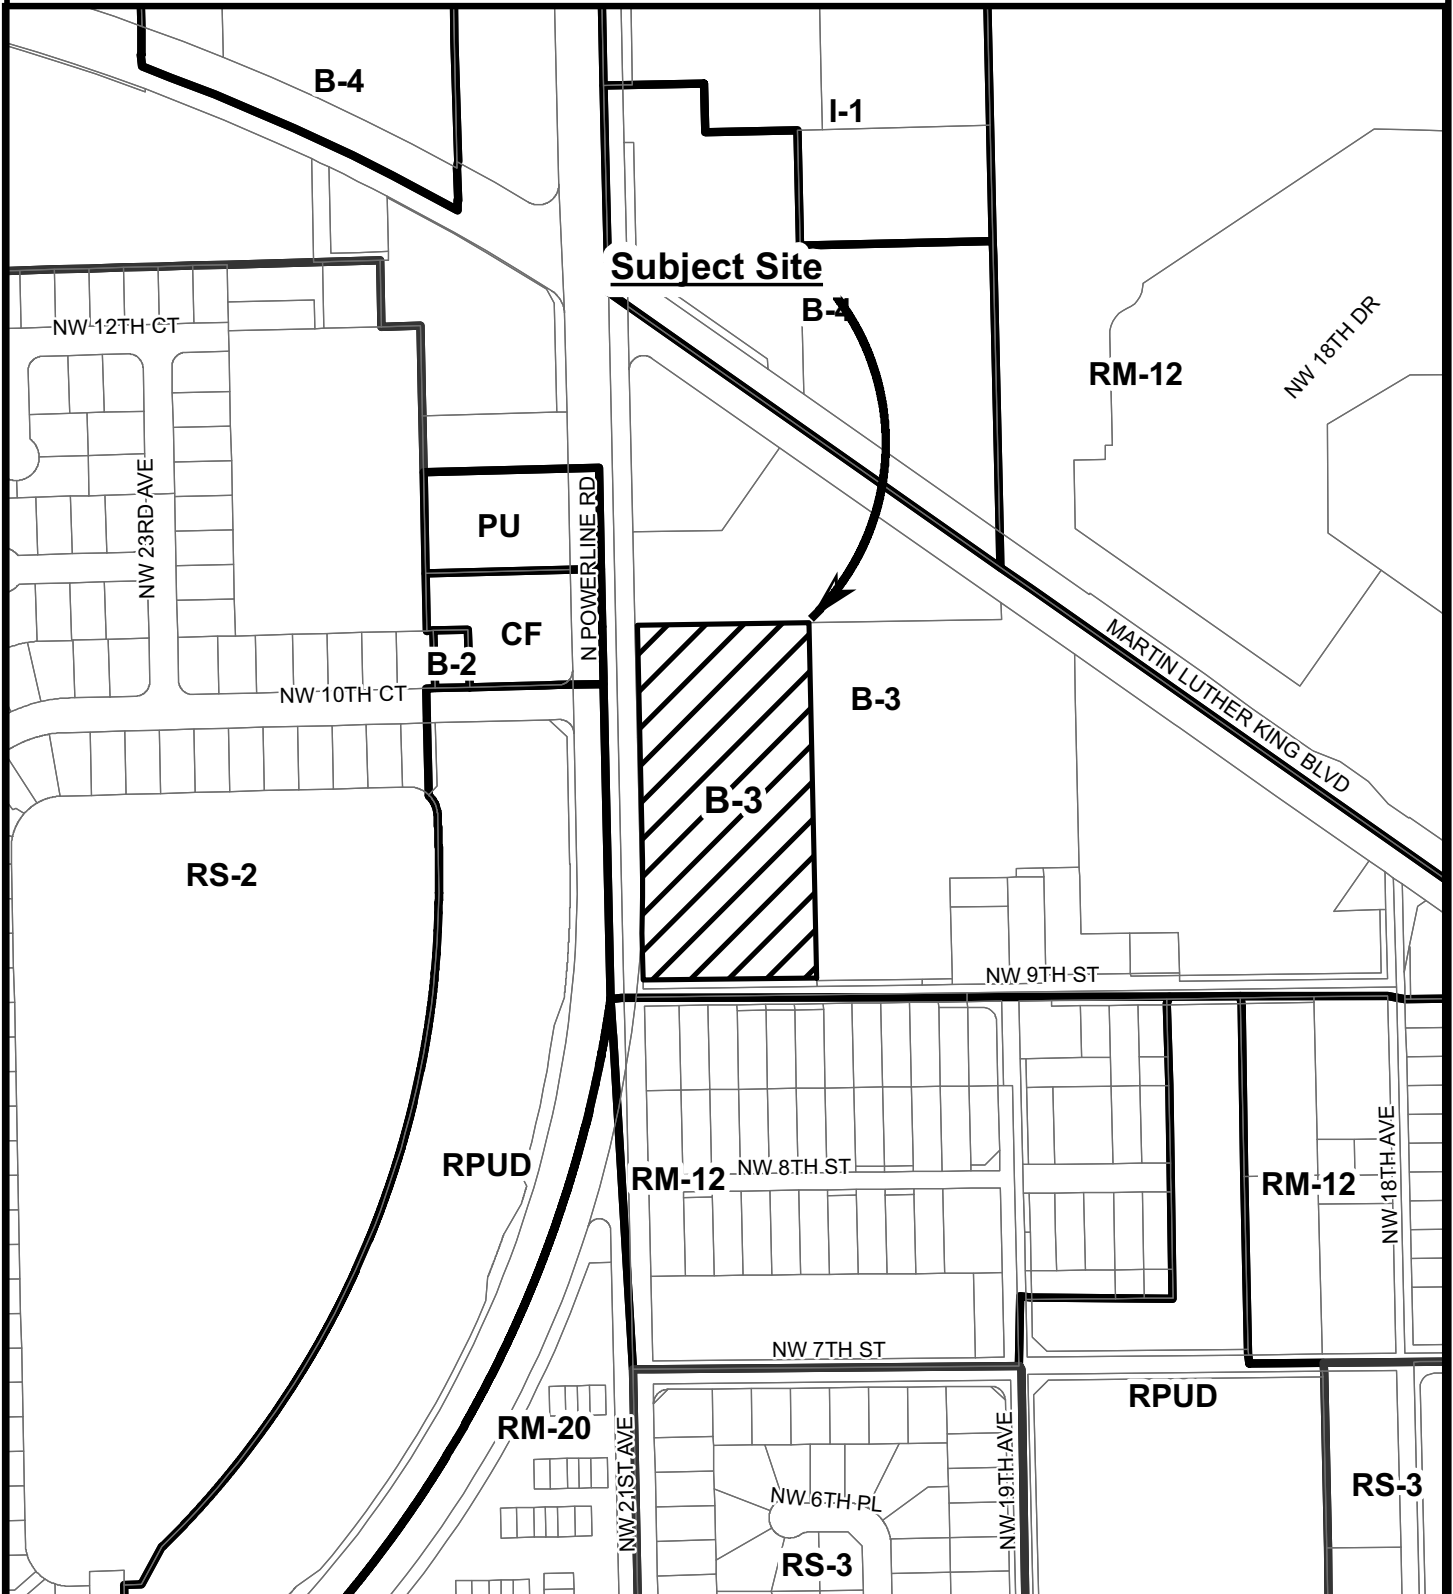 B-4
I-1
Subject Site
B-4
NW 12TH CT
RM-12
NW 18TH DR
NW 23RD AVE
PU
N POWERLINE RD
CF
B-2
NW 10TH CT
MARTIN LUTHER KING BLVD
B-3
B-3
RS-2
NW 9TH ST
RPUD
RM-12
NW 8TH ST
RM-12
NW 18TH AVE
NW 7TH ST
RPUD
RM-20
NW 21ST AVE
NW 19TH AVE
RS-3
NW 6TH PL
RS-3